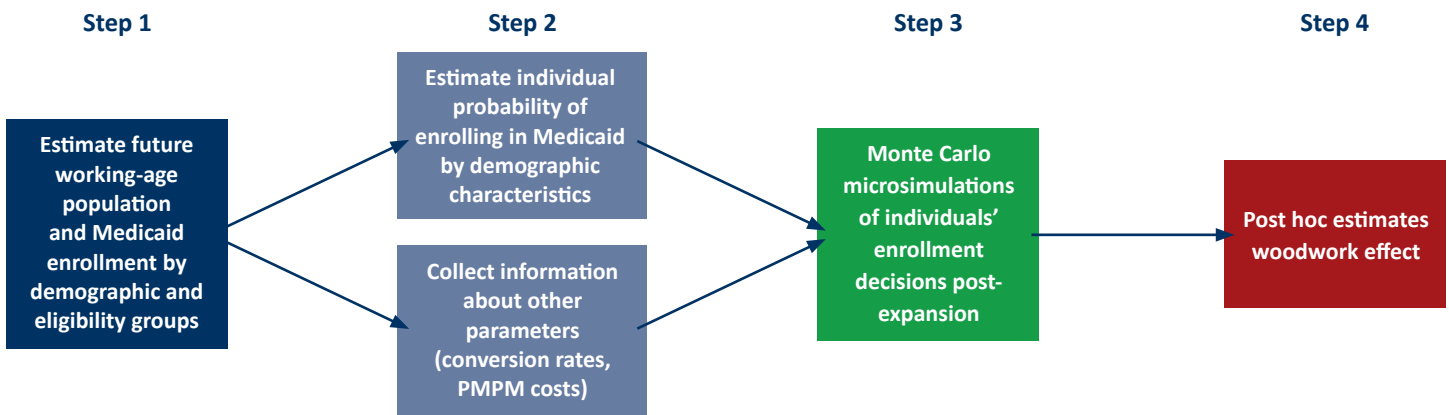 Step 1
Step 2
Step 3
Step 4
Estimate future
working-age
population
and Medicaid
enrollment by
demographic and
eligibility groups
Estimate individual
probability of
enrolling in Medicaid
by demographic
characteristics
Collect information
about other
parameters
(conversion rates,
PMPM costs)
Monte Carlo
microsimulations
of individuals’
enrollment
decisions post-
expansion
Post hoc estimates
woodwork effect